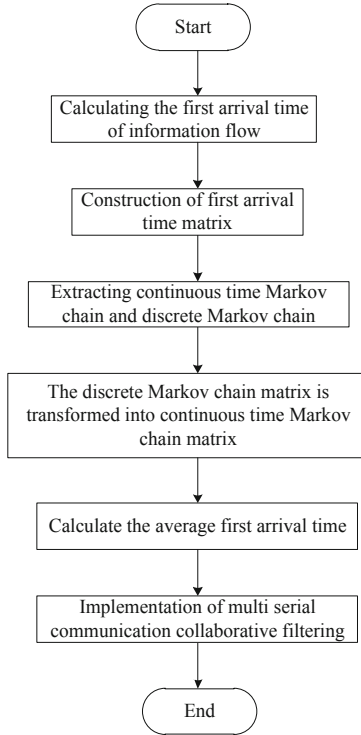 Start
Calculating the first arrival time
of information flow
Construction of first arrival
time matrix
Extracting continuous time Markov
chain and discrete Markov chain
The discrete Markov chain matrix is
transformed into continuous time Markov
chain matrix
Calculate the average first arrival time
Implementation of multi serial
communication collaborative filtering
End